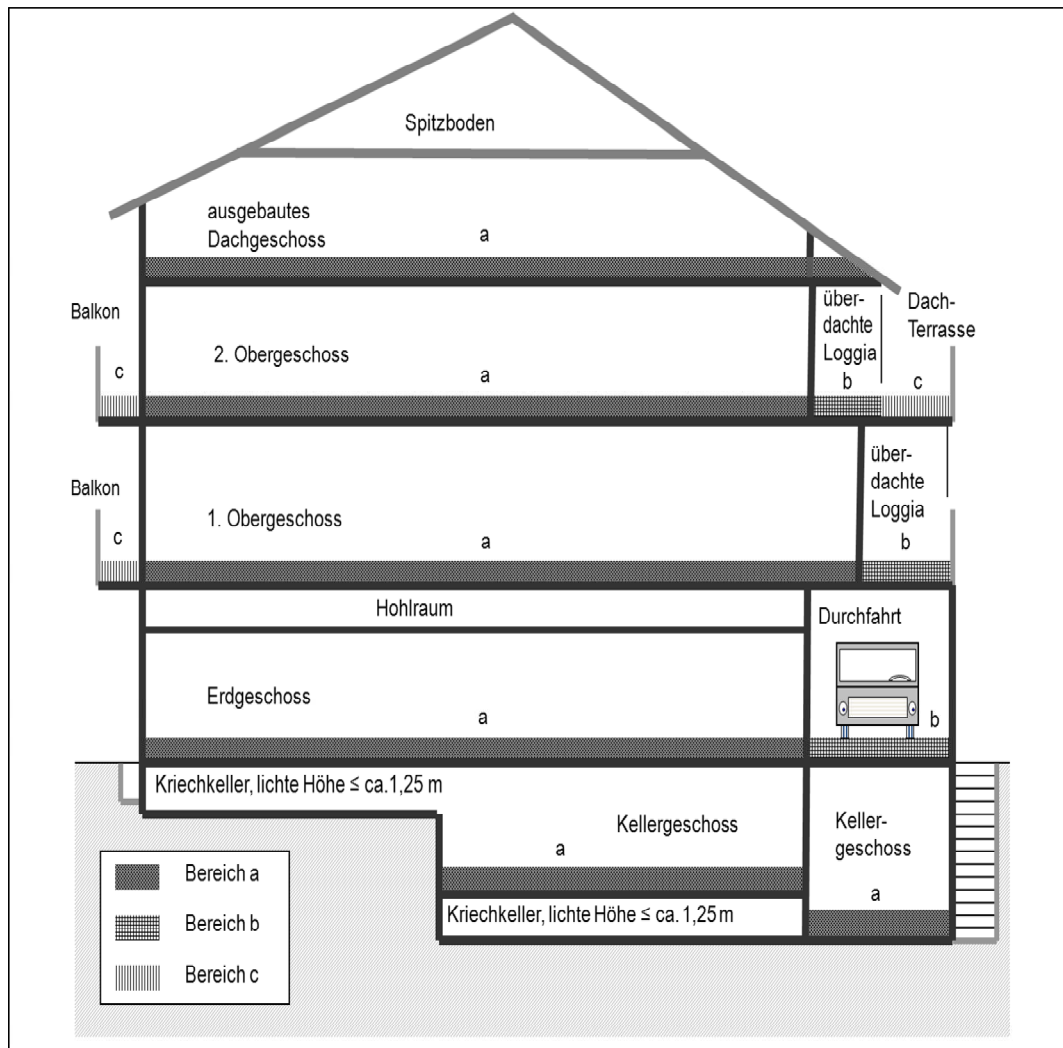 Spitzboden
ausgebautes
Dachgeschoss
a
Balkon
c
2. Obergeschoss
a
über-
dachte
Loggia
b
Dach-
Terrasse
c
Balkon
c
1. Obergeschoss
a
über-
dachte
Loggia
b
Hohlraum
Durchfahrt
Erdgeschoss
a
b
Kriechkeller, lichte Höhe ≤ ca.1,25 m
Kellergeschoss
a
Keller-
geschoss
a
Kriechkeller, lichte Höhe ≤ ca. 1,25 m
Bereich a
Bereich b
Bereich c